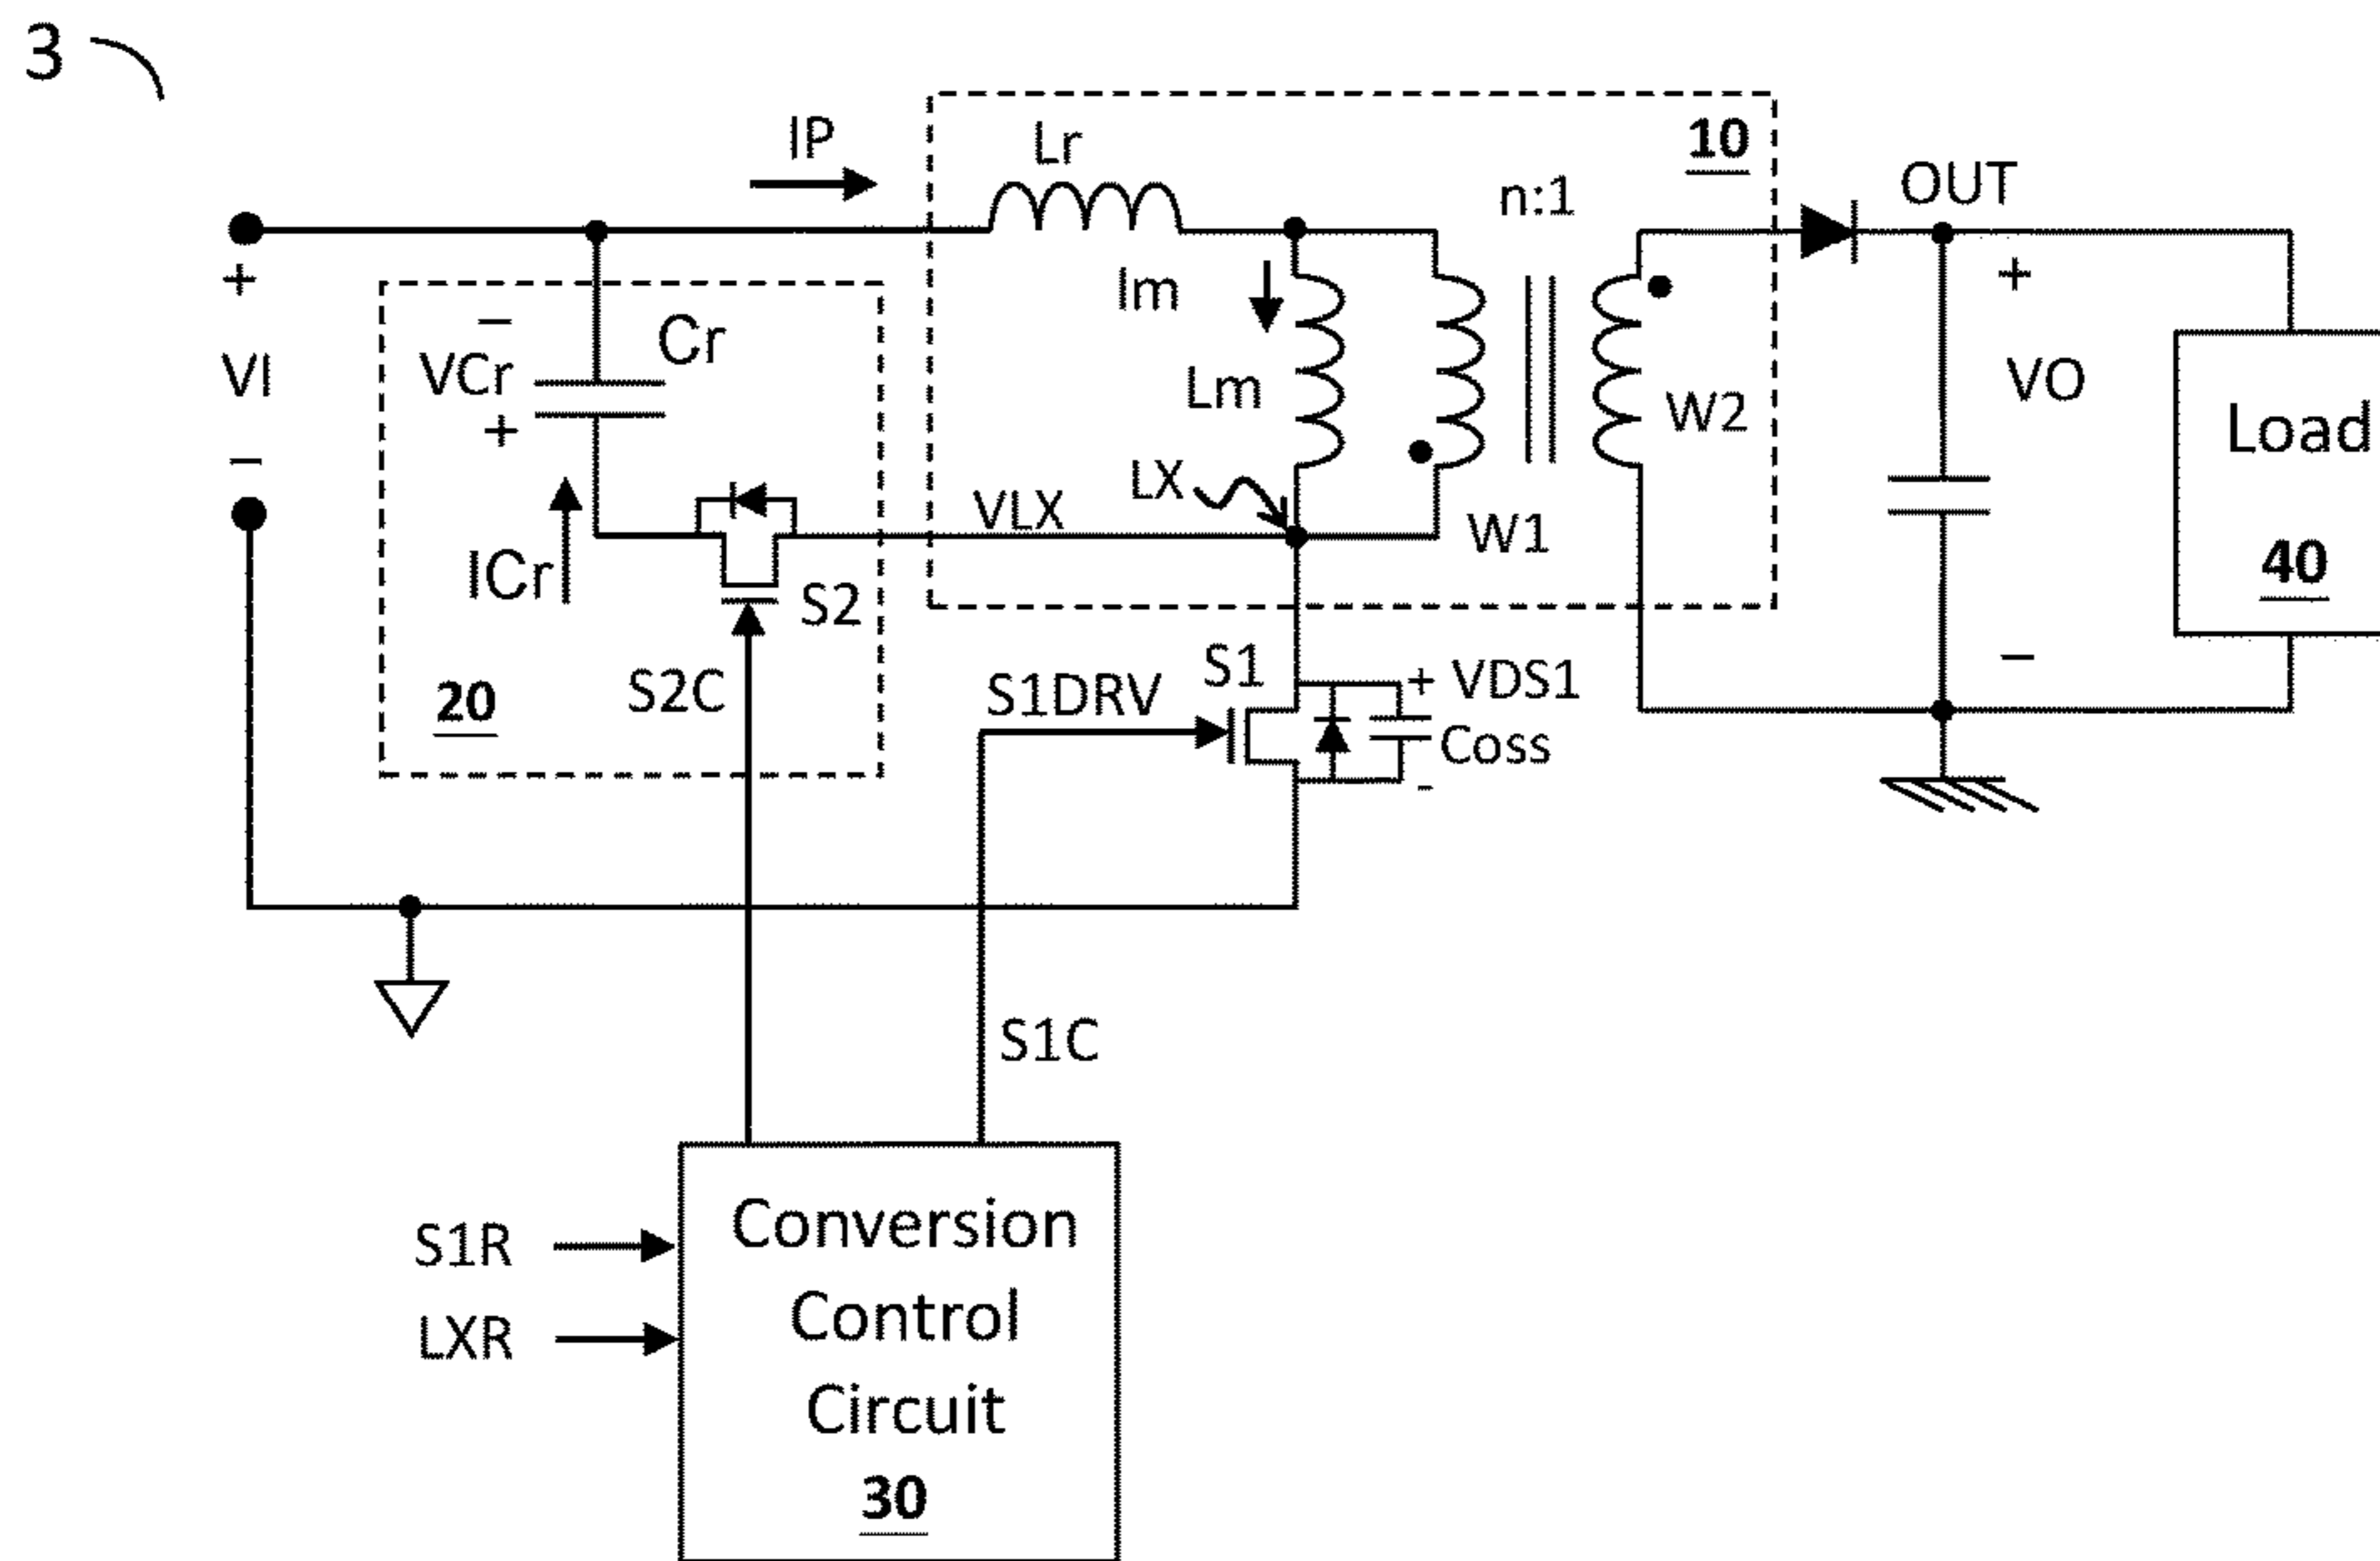 3
IP
Lr
10
n:1
OUT
+
−
VCr
Cr
Im
+
VI
+
Lm
W2
VO
Load
−
LX
VLX
W1
ICr
S2
40
S1
−
20
S2C
S1DRV
+ VDS1
Coss
-
S1C
S1R
LXR
Conversion
Control
Circuit
30